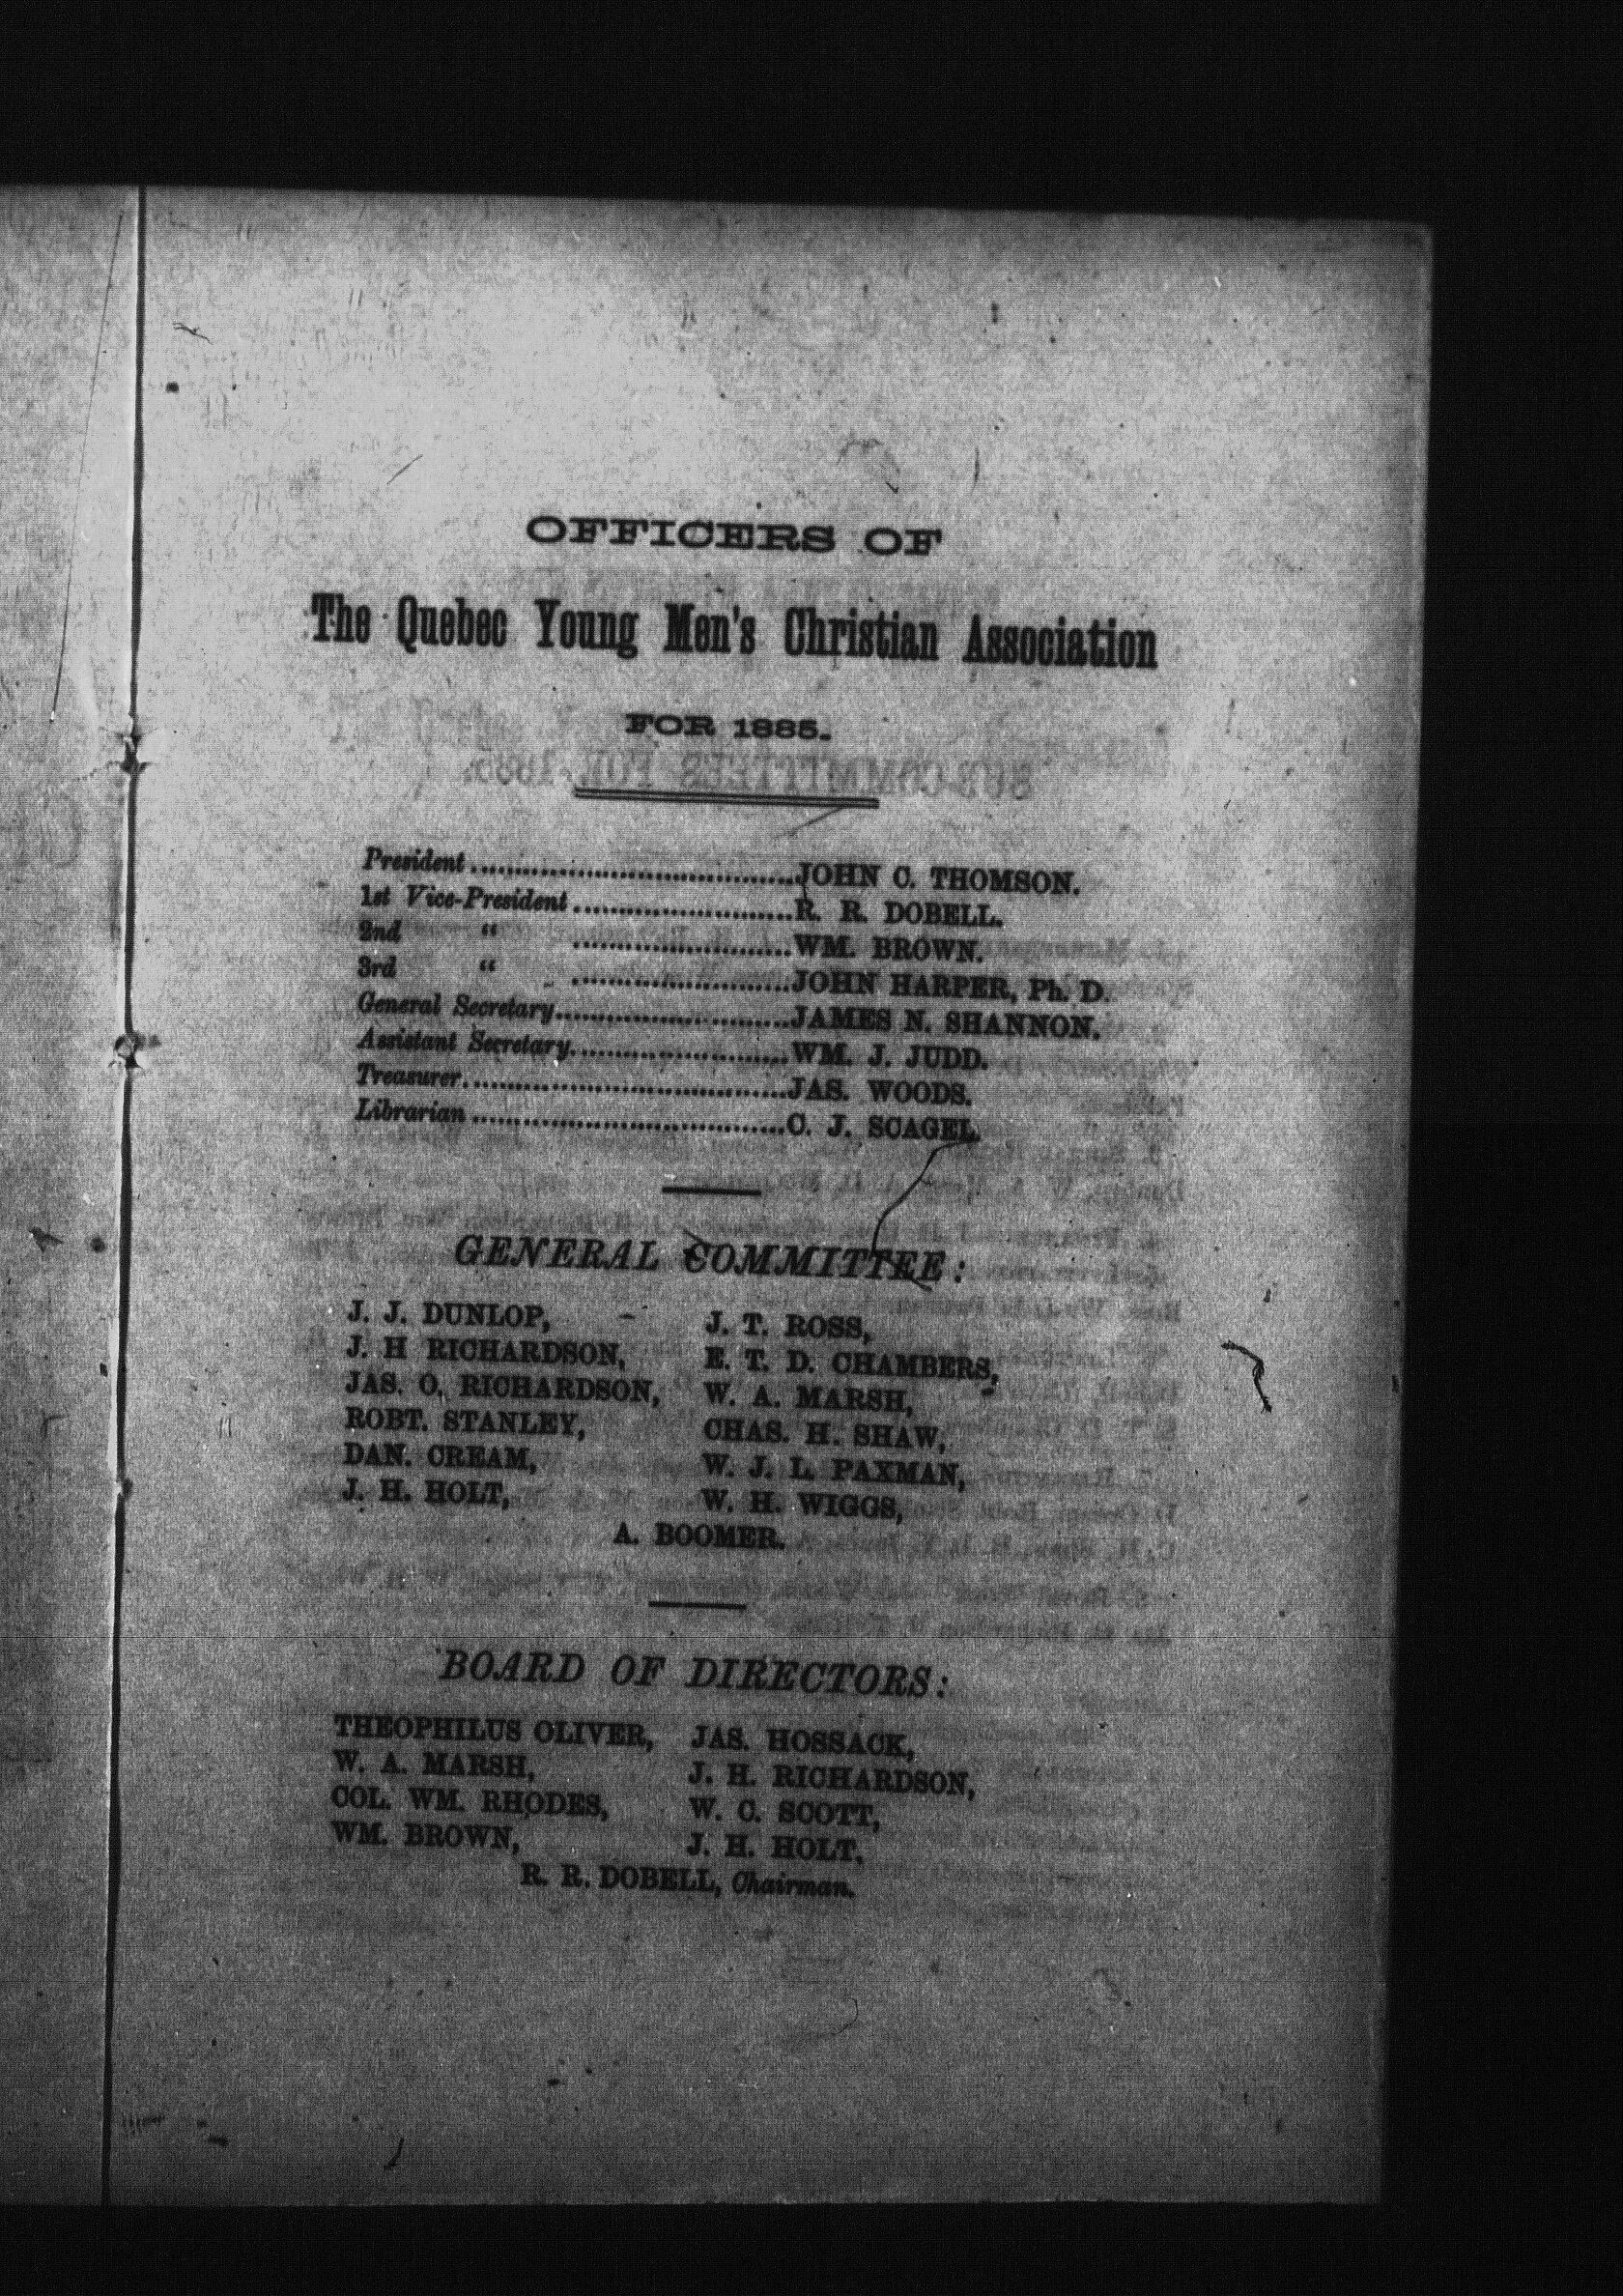 OFFICERS OF
The Quebec Young Men's Christian Association
FOR 1885.
President ........................................JOHN C. THOMSON.
1st Vice-President ...........................R. R. DOBELL.
2nd “ ...........................WM. BROWN.
3rd “ ...........................JOHN HARPER, Ph. D.
General Secretary.............................JAMES N. SHANNON.
Assistant Secretary...........................WM. J. JUDD.
Treasurer........................................JAS. WOODS.
Librarian .......................................C. J. SCAGEL.
GENERAL COMMITTEE:
J. J. DUNLOP, J. T. ROSS,
J. H RICHARDSON, E. T. D. CHAMBERS,
JAS. O. RICHARDSON, W. A. MARSH,
ROBT. STANLEY, CHAS. H. SHAW,
DAN. CREAM, W. J. L. PAXMAN,
J. H. HOLT, W. H. WIGGS,
A. BOOMER.
BOARD OF DIRECTORS:
THEOPHILUS OLIVER, JAS. HOSSACK,
W. A. MARSH, J. H. RICHARDSON,
COL. WM. RHODES, W. C. SCOTT,
WM. BROWN, J. H. HOLT.
R. R. DOBELL, Chairman.